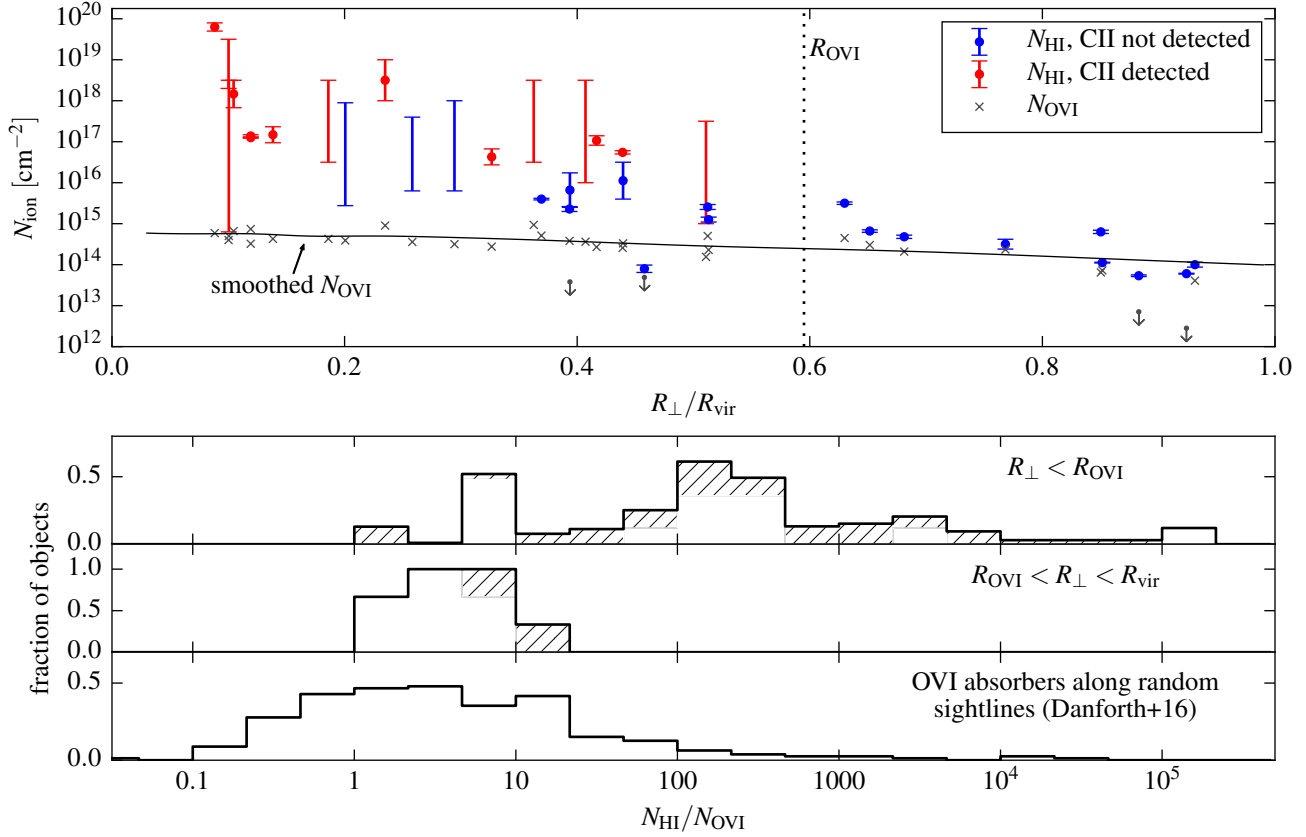 10^20
10^19
10^18
10^17
10^16
10^15
10^14
10^13
10^12
N_ion [cm^−2]
R_OVI
N_HI, CII not detected
N_HI, CII detected
N_OVI
smoothed N_OVI
0.0 0.2 0.4 0.6 0.8 1.0
R_⊥/R_vir
fraction of objects
0.5
0.0
R_⊥ < R_OVI
1.0
0.5
0.0
R_OVI < R_⊥ < R_vir
0.5
0.0
OVI absorbers along random
sightlines (Danforth+16)
0.1 1 10 100 1000 10^4 10^5
N_HI/N_OVI